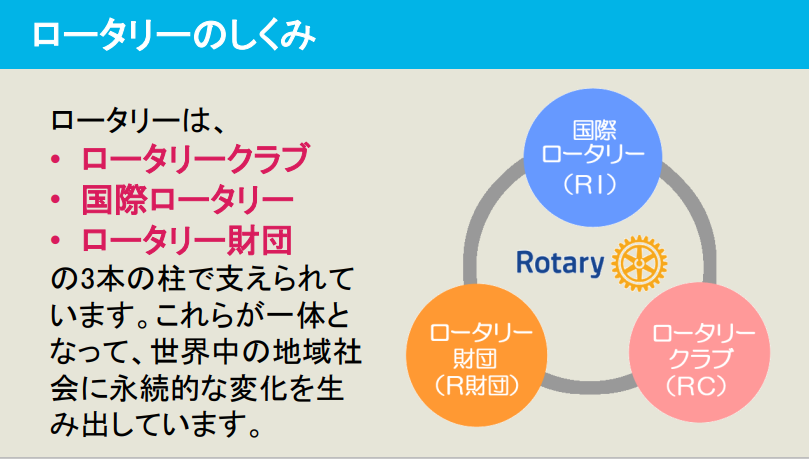 ロータリーのしくみ
ロータリーは、
• ロータリークラブ
• 国際ロータリー
• ロータリー財団
の3本の柱で支えられて
います。これらが一体と
なって、世界中の地域社
会に永続的な変化を生
み出しています。
国際
ロータリー
（RI）
Rotary
ロータリー
財団
（R財団）
ロータリー
クラブ
（RC）